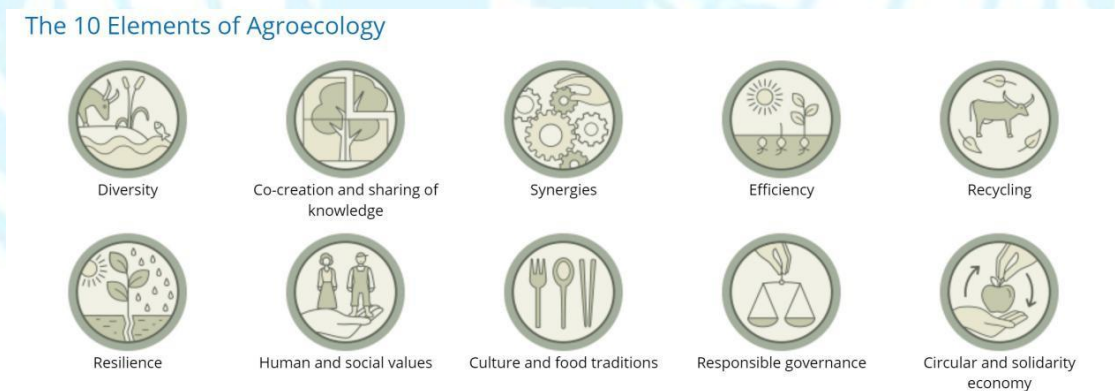 The 10 Elements of Agroecology
Diversity
Co-creation and sharing of
knowledge
Synergies
Efficiency
Recycling
Resilience
Human and social values
Culture and food traditions
Responsible governance
Circular and solidarity
economy